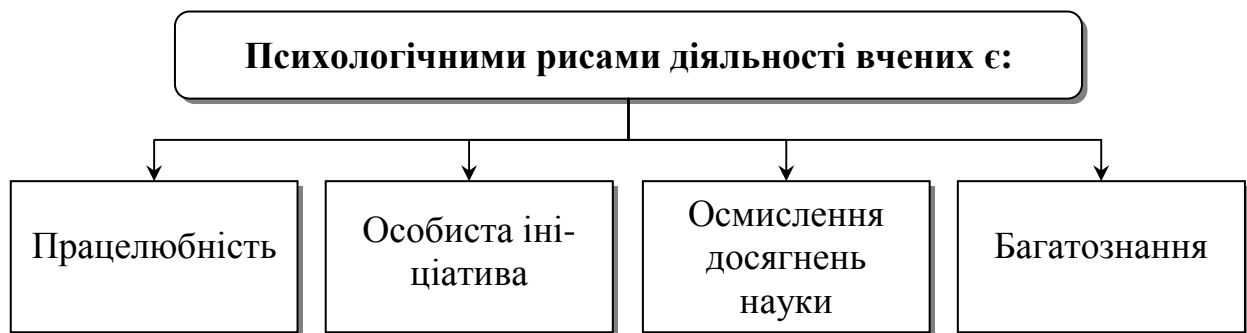 Психологічними рисами діяльності вчених є:
Працелюбність
Особиста іні-
ціатива
Осмислення
досягнень
науки
Багатознання